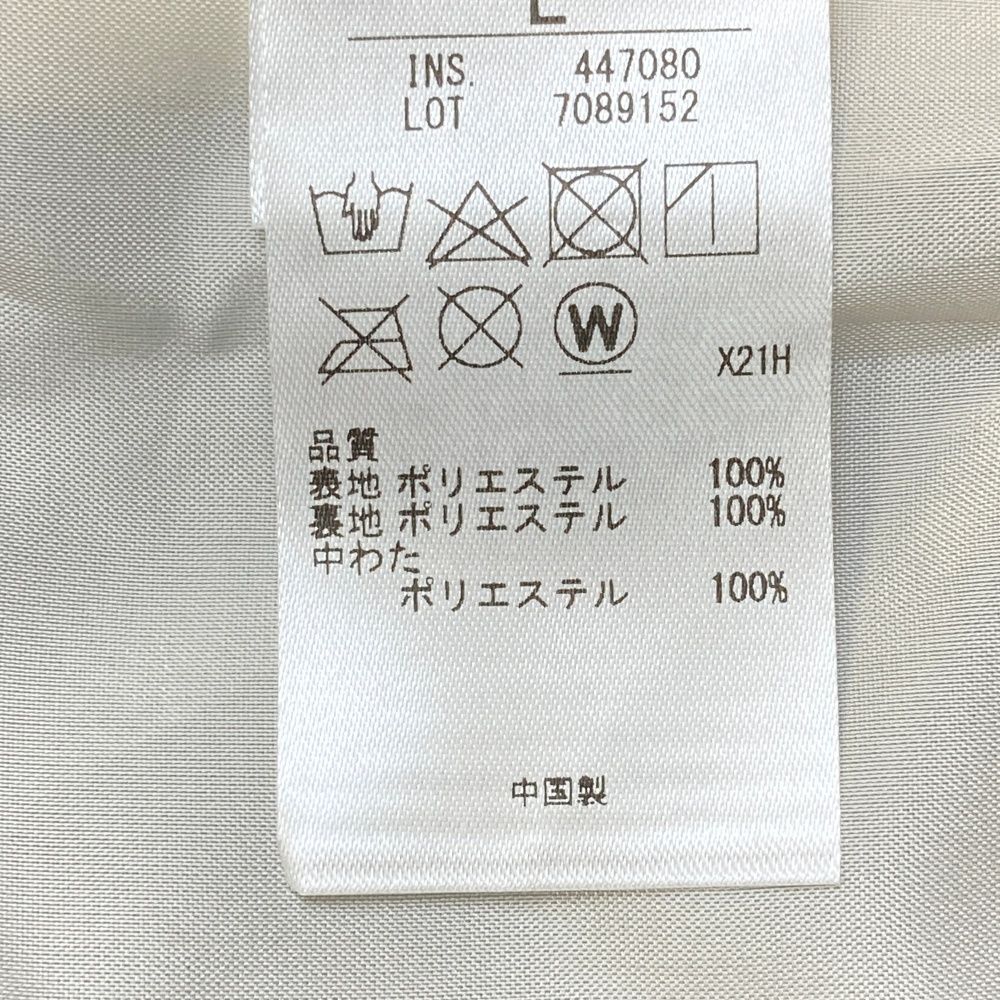 L
INS. 447080
LOT 7089152
W
X21H
品質
表地 ポリエステル 100%
裏地 ポリエステル 100%
中わた
ポリエステル 100%
中国製